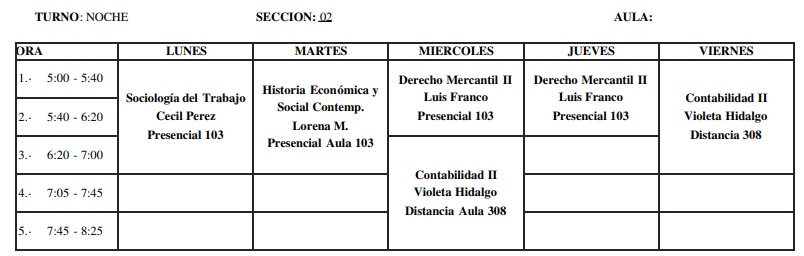 TURNO: NOCHE SECCION: 02 AULA:
ORA LUNES MARTES MIERCOLES JUEVES VIERNES
1.- 5:00 - 5:40
2.- 5:40 - 6:20
3.- 6:20 - 7:00
4.- 7:05 - 7:45
5.- 7:45 - 8:25
Sociología del Trabajo
Cecil Perez
Presencial 103
Historia Económica y
Social Contemp.
Lorena M.
Presencial Aula 103
Derecho Mercantil II
Luis Franco
Presencial 103
Contabilidad II
Violeta Hidalgo
Distancia Aula 308
Derecho Mercantil II
Luis Franco
Presencial 103
Contabilidad II
Violeta Hidalgo
Distancia 308